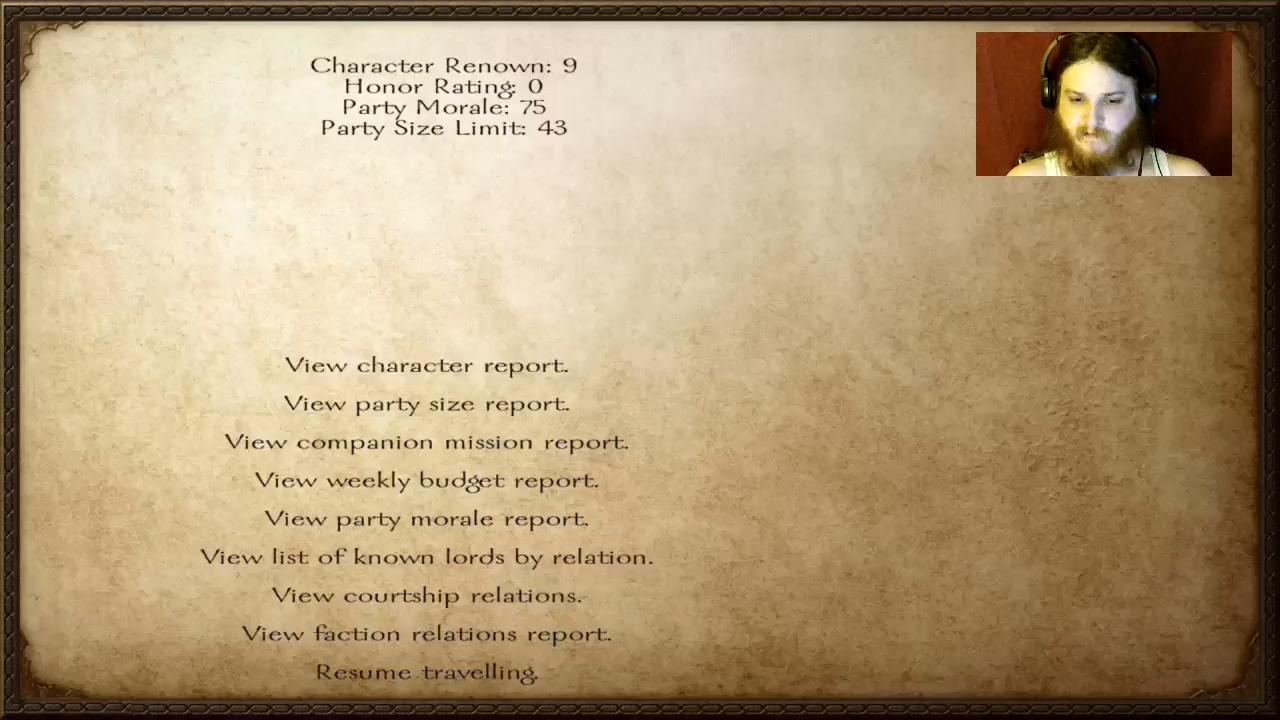 Character Renown: 9
Honor Rating: 0
Party Morale: 75
Party Size Limit: 43
View character report.
View party size report.
View companion mission report.
View weekly budget report.
View party morale report.
View list of known lords by relation.
View courtship relations.
View faction relations report.
Resume travelling.